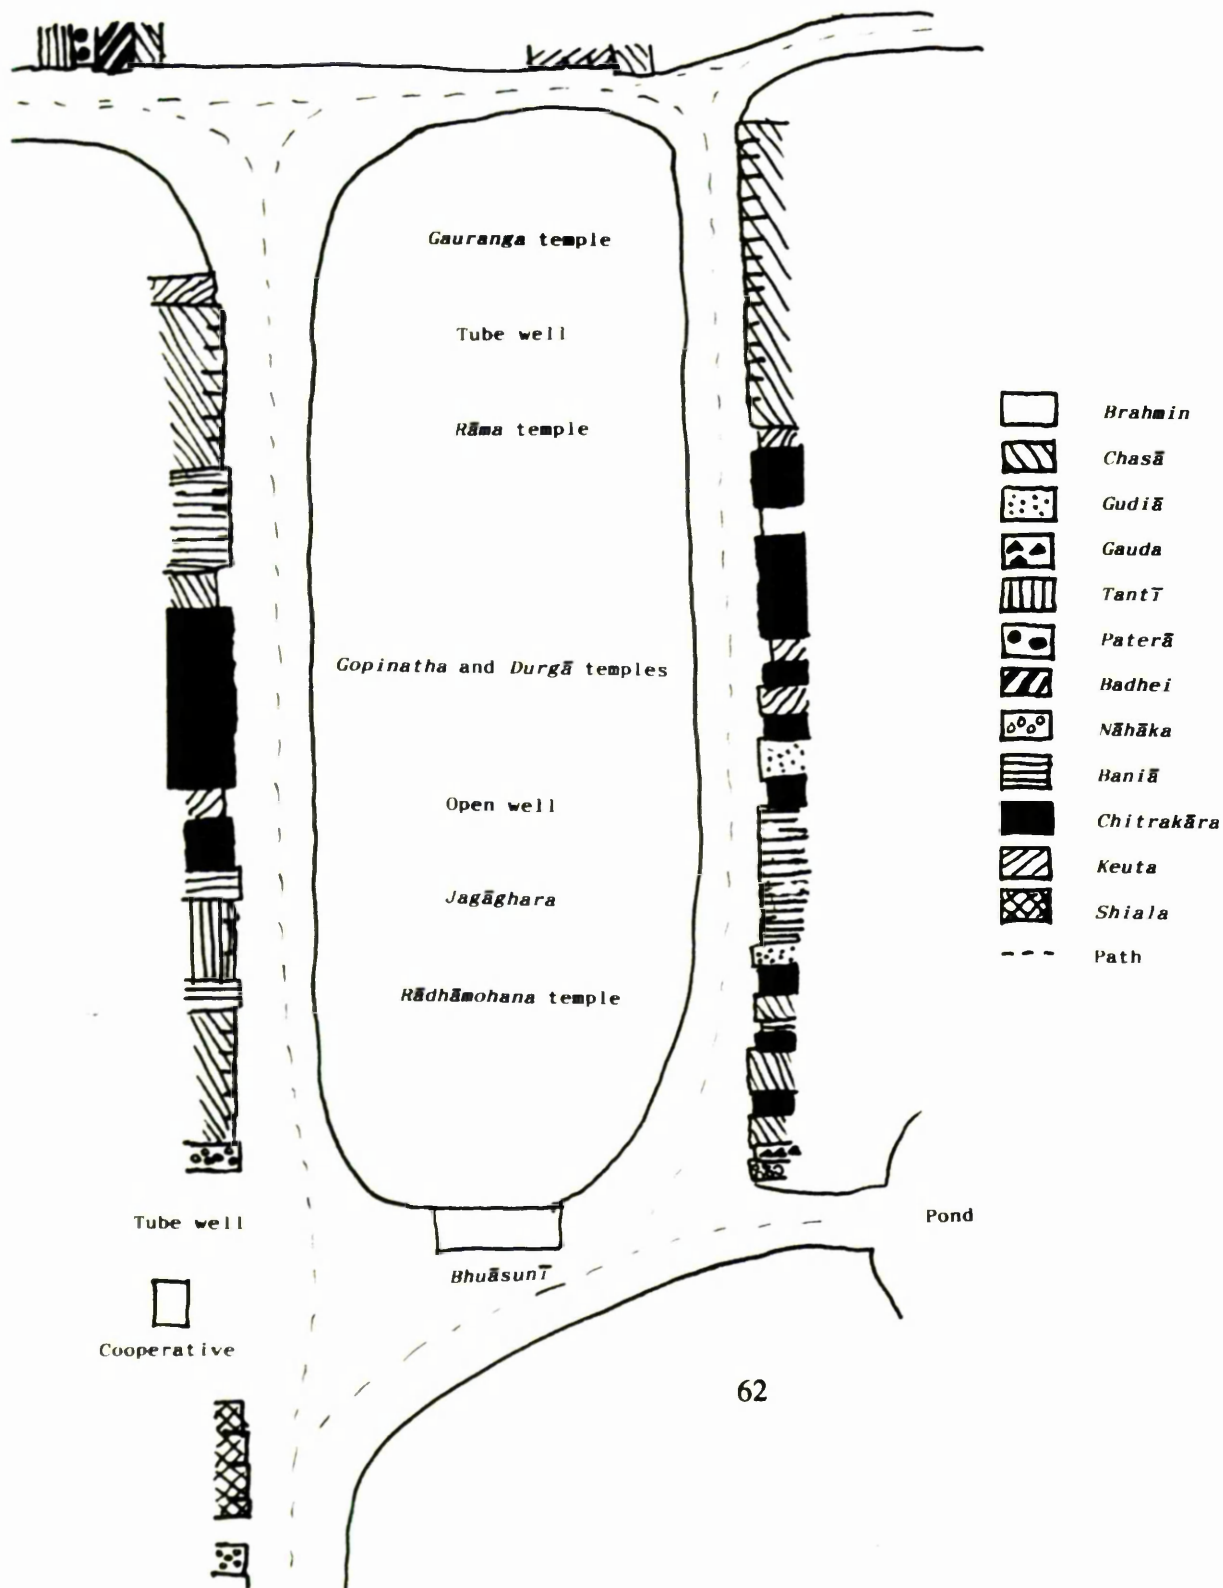 Gauranga temple
Tube well
Rāma temple
Gopinatha and Durgā temples
Open well
Jagāghara
Rādhāmohana temple
Bhuāsunī
Tube well
Cooperative
Pond
Brahmin
Chasā
Gudiā
Gauda
Tantī
Paterā
Badhei
Nāhāka
Baniā
Chitrakāra
Keuta
Shiala
Path
62